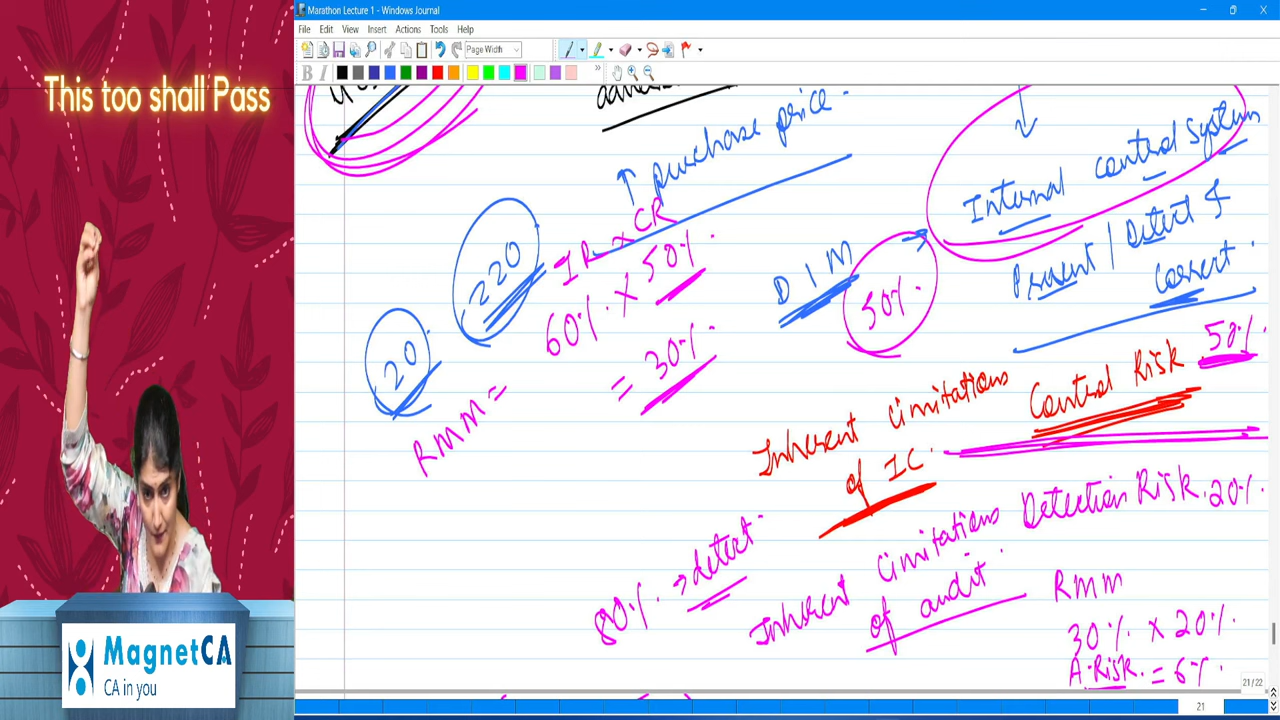 This too shall Pass
Marathon Lecture 1 - Windows Journal
File Edit View Insert Actions Tools Help
Page Width
B I
↑ purchase price.
Internal control System
Prevent / Detect &
Correct.
D I M
50%.
220
20
IR x CR
60%. x 50%.
RMM = = 30%.
Control Risk 50%.
Inherent Limitations
of IC.
Detection Risk. 20%.
Inherent Limitations
of audit.
80%. → detect.
RMM
30%. x 20%.
A.Risk. = 6%.
MagnetCA
CA in you
21 / 22
21